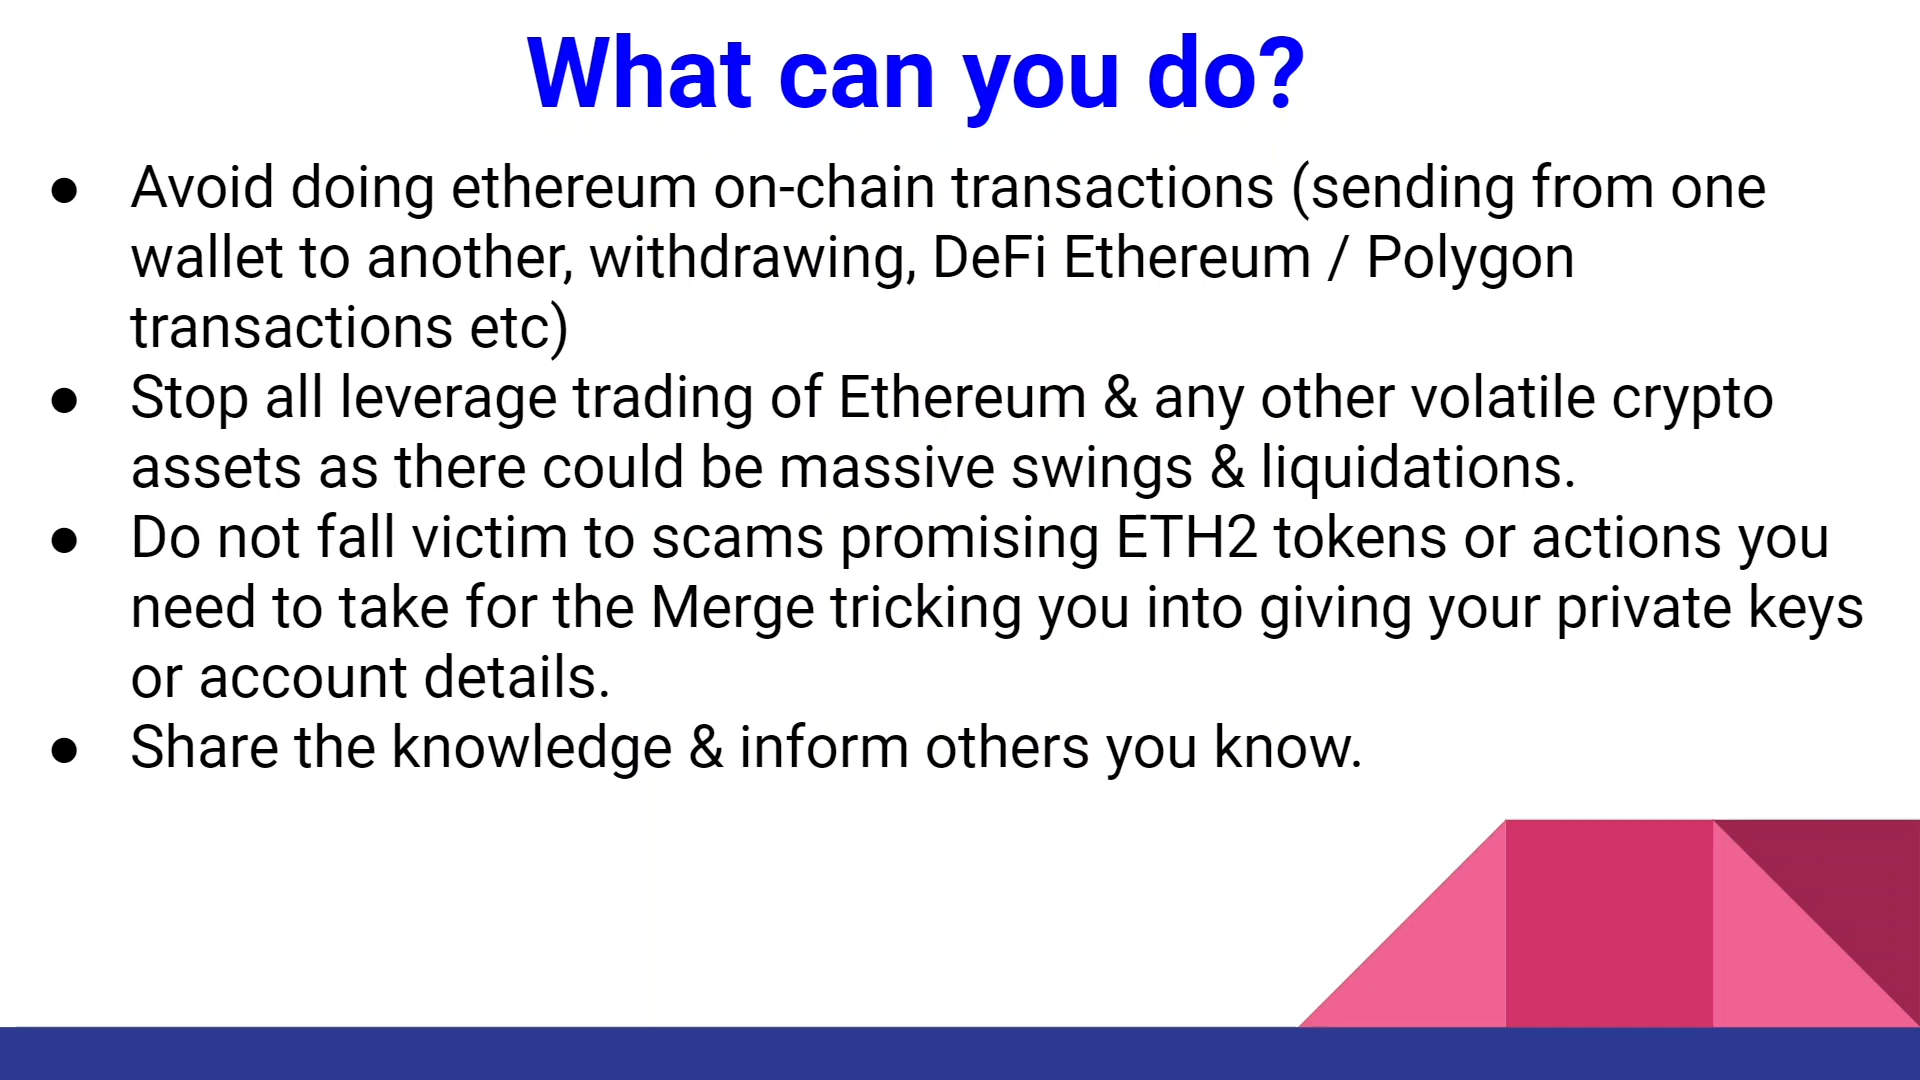 What can you do?
● Avoid doing ethereum on-chain transactions (sending from one
wallet to another, withdrawing, DeFi Ethereum / Polygon
transactions etc)
● Stop all leverage trading of Ethereum & any other volatile crypto
assets as there could be massive swings & liquidations.
● Do not fall victim to scams promising ETH2 tokens or actions you
need to take for the Merge tricking you into giving your private keys
or account details.
● Share the knowledge & inform others you know.